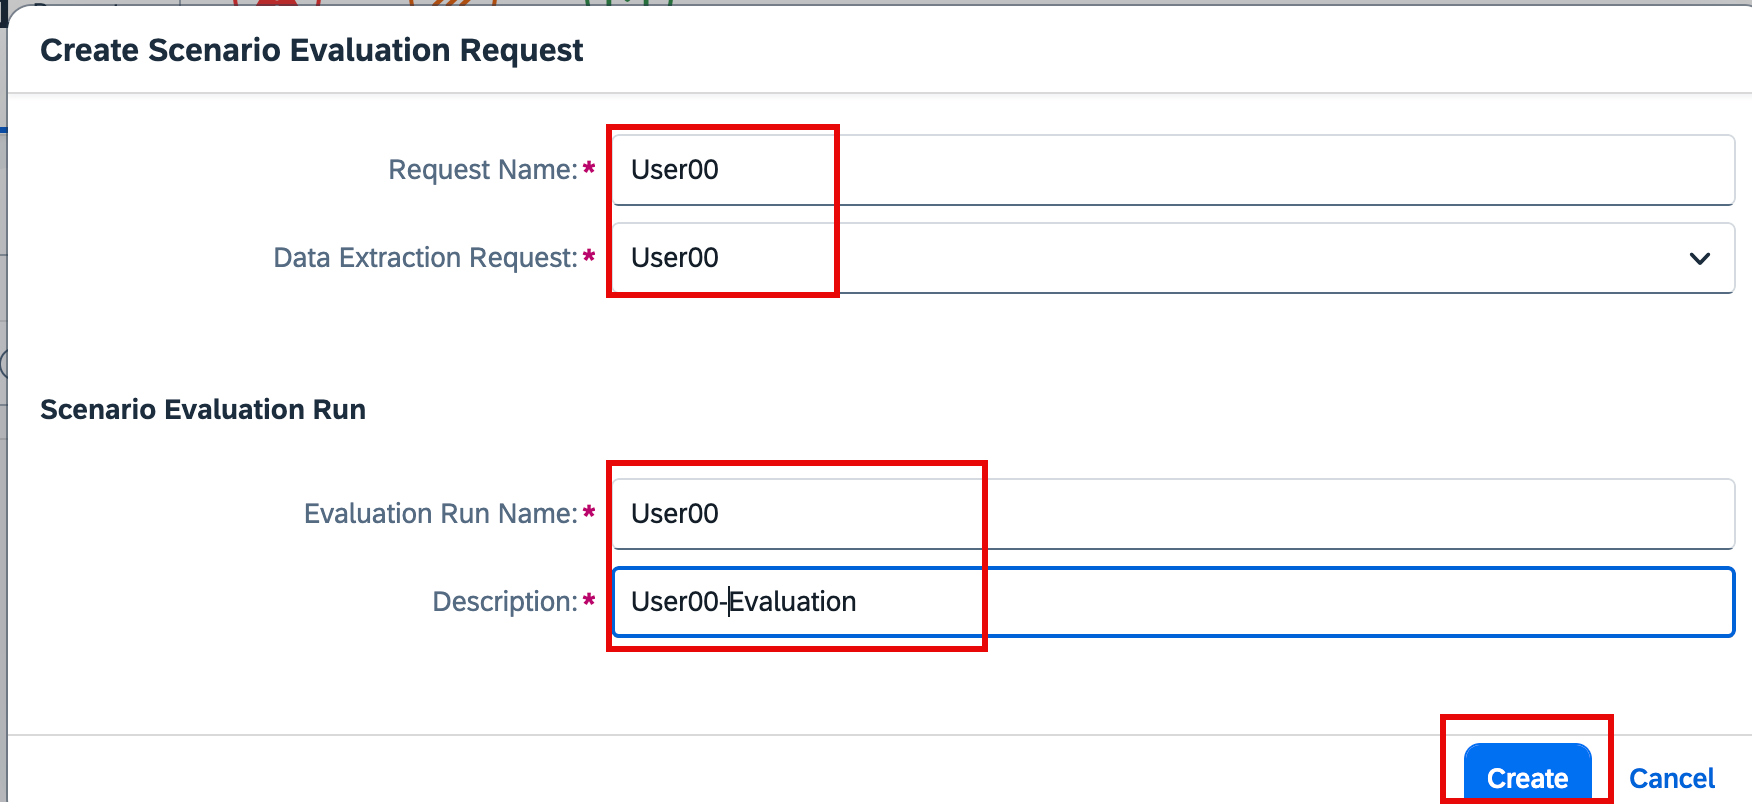 Create Scenario Evaluation Request
Request Name:* User00
Data Extraction Request:* User00
Scenario Evaluation Run
Evaluation Run Name:* User00
Description:* User00-Evaluation
Create Cancel